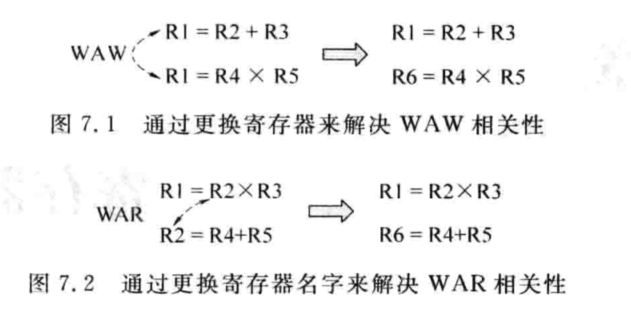 R1 = R2 + R3 R1 = R2 + R3
WAW
R1 = R4 × R5 R6 = R4 × R5
图 7.1 通过更换寄存器来解决 WAW 相关性
R1 = R2×R3 R1 = R2×R3
WAR
R2 = R4+R5 R6 = R4+R5
图 7.2 通过更换寄存器名字来解决 WAR 相关性